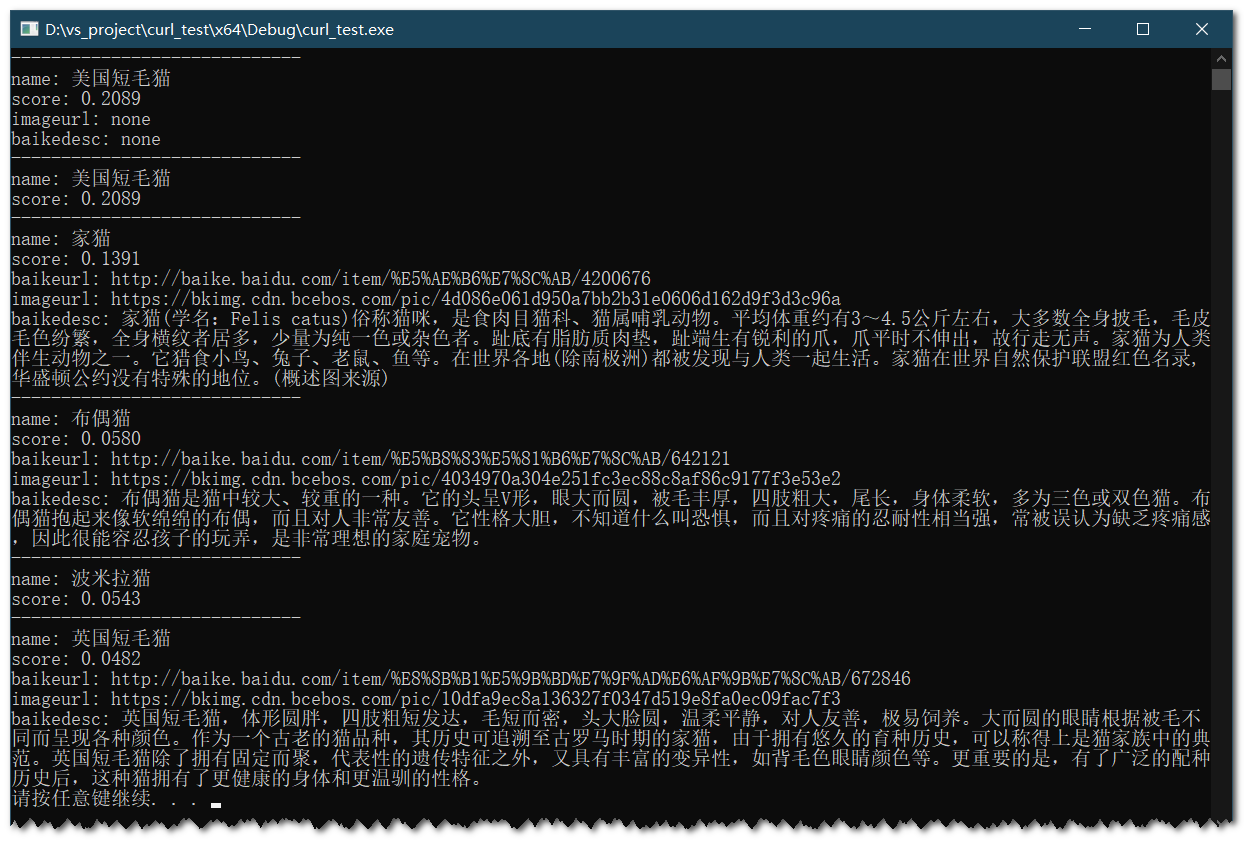 D:\vs_project\curl_test\x64\Debug\curl_test.exe
-----------------------------
name: 美国短毛猫
score: 0.2089
imageurl: none
baikedesc: none
-----------------------------
name: 美国短毛猫
score: 0.2089
-----------------------------
name: 家猫
score: 0.1391
baikeurl: http://baike.baidu.com/item/%E5%AE%B6%E7%8C%AB/4200676
imageurl: https://bkimg.cdn.bcebos.com/pic/4d086e061d950a7bb2b31e0606d162d9f3d3c96a
baikedesc: 家猫(学名：Felis catus)俗称猫咪，是食肉目猫科、猫属哺乳动物。平均体重约有3～4.5公斤左右，大多数全身披毛，毛皮
毛色纷繁，全身横纹者居多，少量为纯一色或杂色者。趾底有脂肪质肉垫，趾端生有锐利的爪，爪平时不伸出，故行走无声。家猫为人类
伴生动物之一。它猎食小鸟、兔子、老鼠、鱼等。在世界各地(除南极洲)都被发现与人类一起生活。家猫在世界自然保护联盟红色名录,
华盛顿公约没有特殊的地位。(概述图来源)
-----------------------------
name: 布偶猫
score: 0.0580
baikeurl: http://baike.baidu.com/item/%E5%B8%83%E5%81%B6%E7%8C%AB/642121
imageurl: https://bkimg.cdn.bcebos.com/pic/4034970a304e251fc3ec88c8af86c9177f3e53e2
baikedesc: 布偶猫是猫中较大、较重的一种。它的头呈V形，眼大而圆，被毛丰厚，四肢粗大，尾长，身体柔软，多为三色或双色猫。布
偶猫抱起来像软绵绵的布偶，而且对人非常友善。它性格大胆，不知道什么叫恐惧，而且对疼痛的忍耐性相当强，常被误认为缺乏疼痛感
，因此很能容忍孩子的玩弄，是非常理想的家庭宠物。
-----------------------------
name: 波米拉猫
score: 0.0543
-----------------------------
name: 英国短毛猫
score: 0.0482
baikeurl: http://baike.baidu.com/item/%E8%8B%B1%E5%9B%BD%E7%9F%AD%E6%AF%9B%E7%8C%AB/672846
imageurl: https://bkimg.cdn.bcebos.com/pic/10dfa9ec8a136327f0347d519e8fa0ec09fac7f3
baikedesc: 英国短毛猫，体形圆胖，四肢粗短发达，毛短而密，头大脸圆，温柔平静，对人友善，极易饲养。大而圆的眼睛根据被毛不
同而呈现各种颜色。作为一个古老的猫品种，其历史可追溯至古罗马时期的家猫，由于拥有悠久的育种历史，可以称得上是猫家族中的典
范。英国短毛猫除了拥有固定而聚，代表性的遗传特征之外，又具有丰富的变异性，如背毛色眼睛颜色等。更重要的是，有了广泛的配种
历史后，这种猫拥有了更健康的身体和更温驯的性格。
请按任意键继续. . .